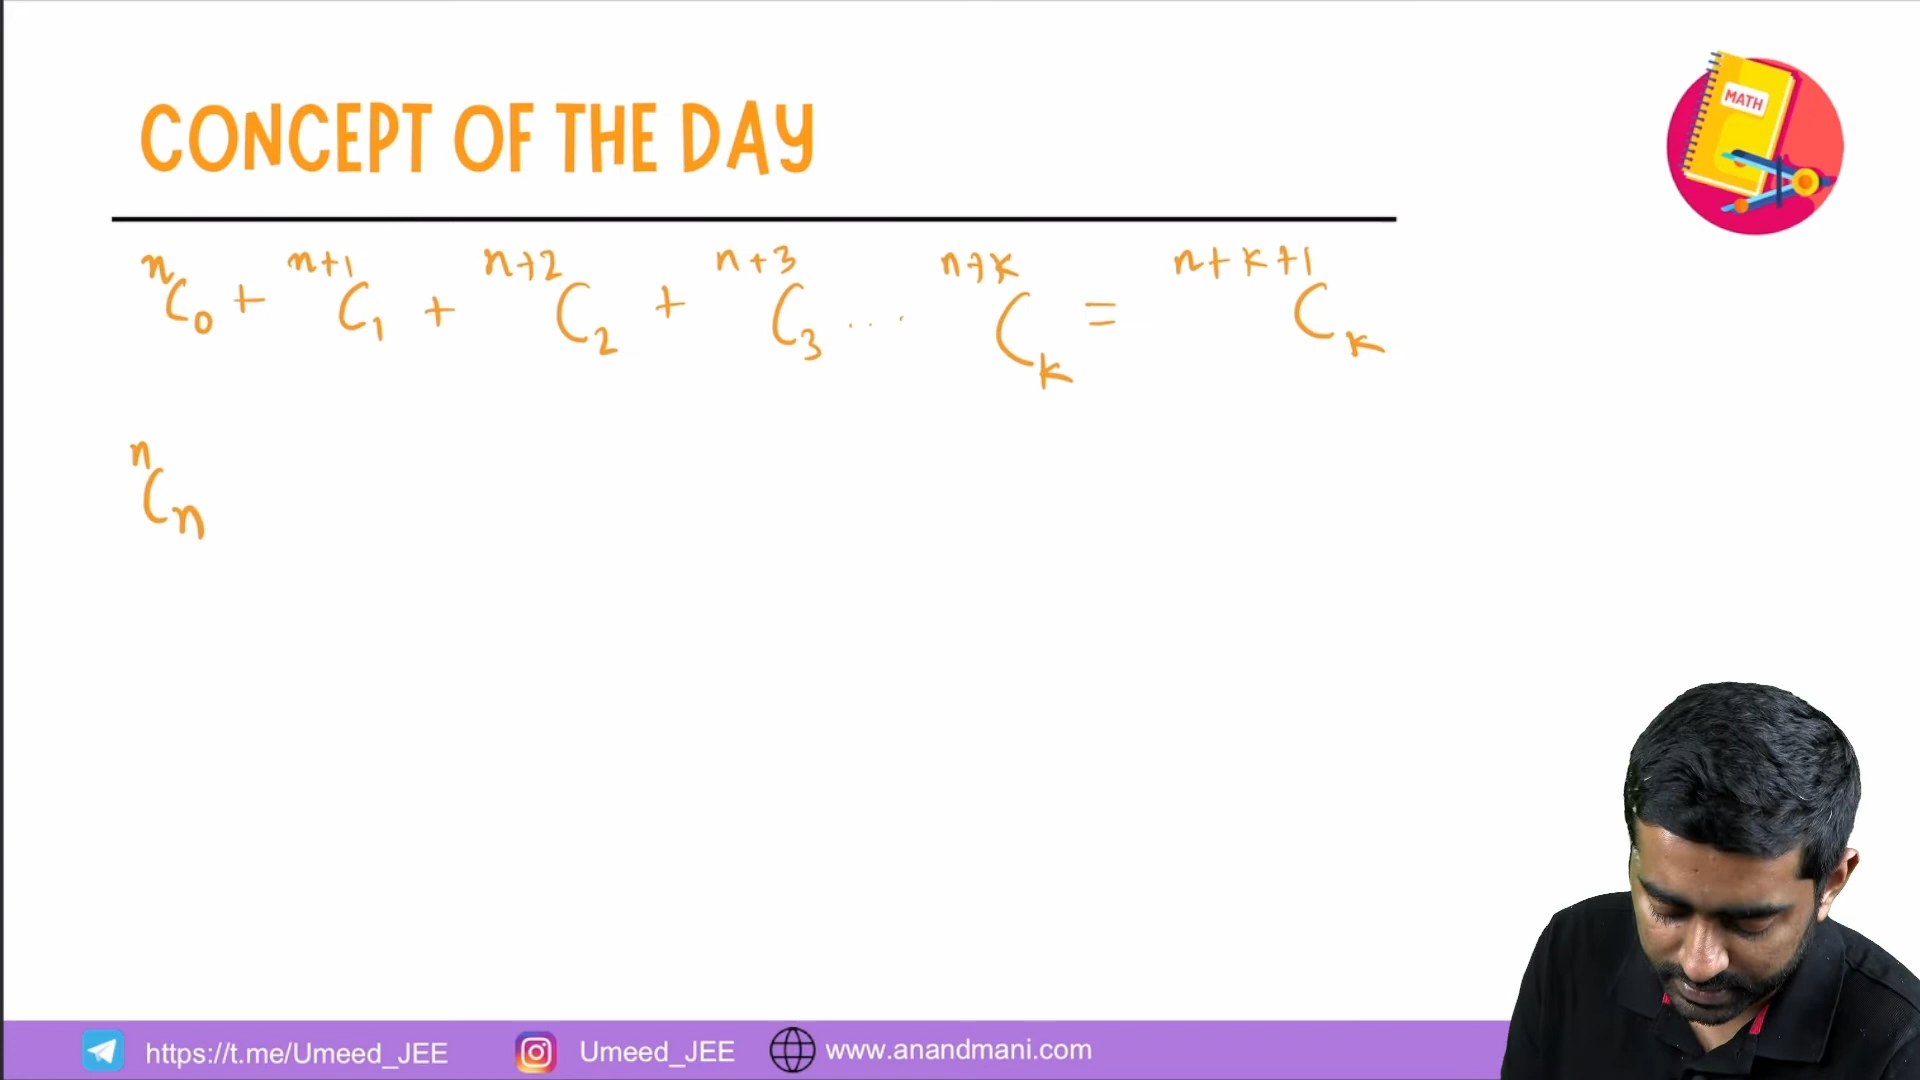 MATH
CONCEPT OF THE DAY
ⁿC₀ + ⁿ⁺¹C₁ + ⁿ⁺²C₂ + ⁿ⁺³C₃ ... ⁿ⁺ᵏCₖ = ⁿ⁺ᵏ⁺¹Cₖ
ⁿCₙ
https://t.me/Umeed_JEE Umeed_JEE www.anandmani.com